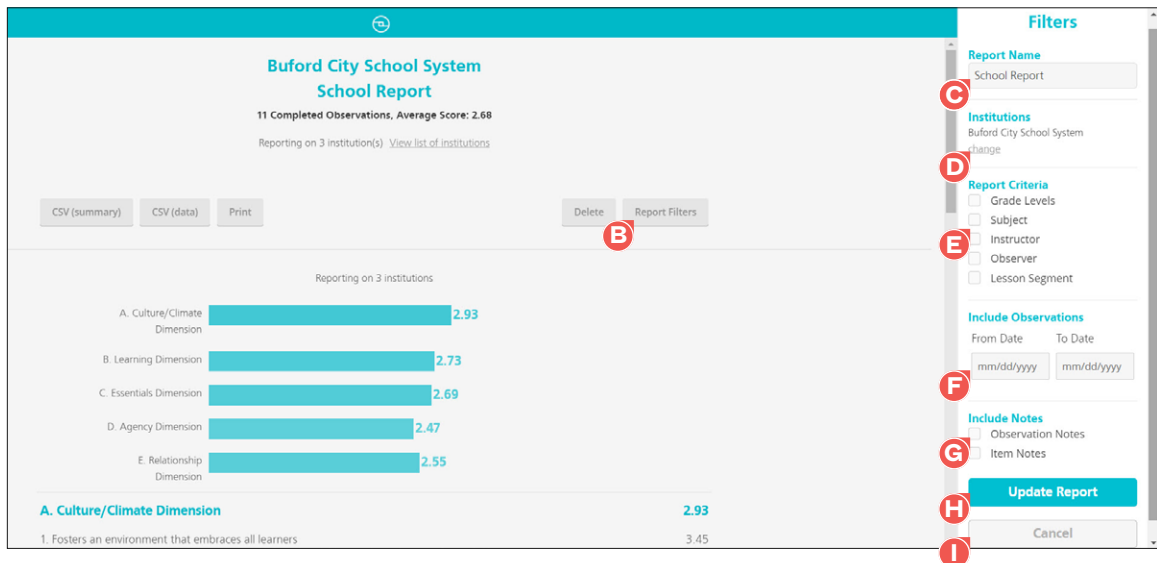 Buford City School System
School Report
11 Completed Observations, Average Score: 2.68
Reporting on 3 institution(s) View list of institutions
CSV (summary) CSV (data) Print Delete Report Filters
B
Reporting on 3 institutions
A. Culture/Climate
Dimension
2.93
B. Learning Dimension 2.73
C. Essentials Dimension 2.69
D. Agency Dimension 2.47
E. Relationship
Dimension
2.55
A. Culture/Climate Dimension 2.93
1. Fosters an environment that embraces all learners 3.45
Filters
Report Name
School Report
C
Institutions
Buford City School System
change
D
Report Criteria
Grade Levels
Subject
E
Instructor
Observer
Lesson Segment
Include Observations
From Date To Date
mm/dd/yyyy mm/dd/yyyy
F
Include Notes
Observation Notes
G
Item Notes
Update Report
H
Cancel
I